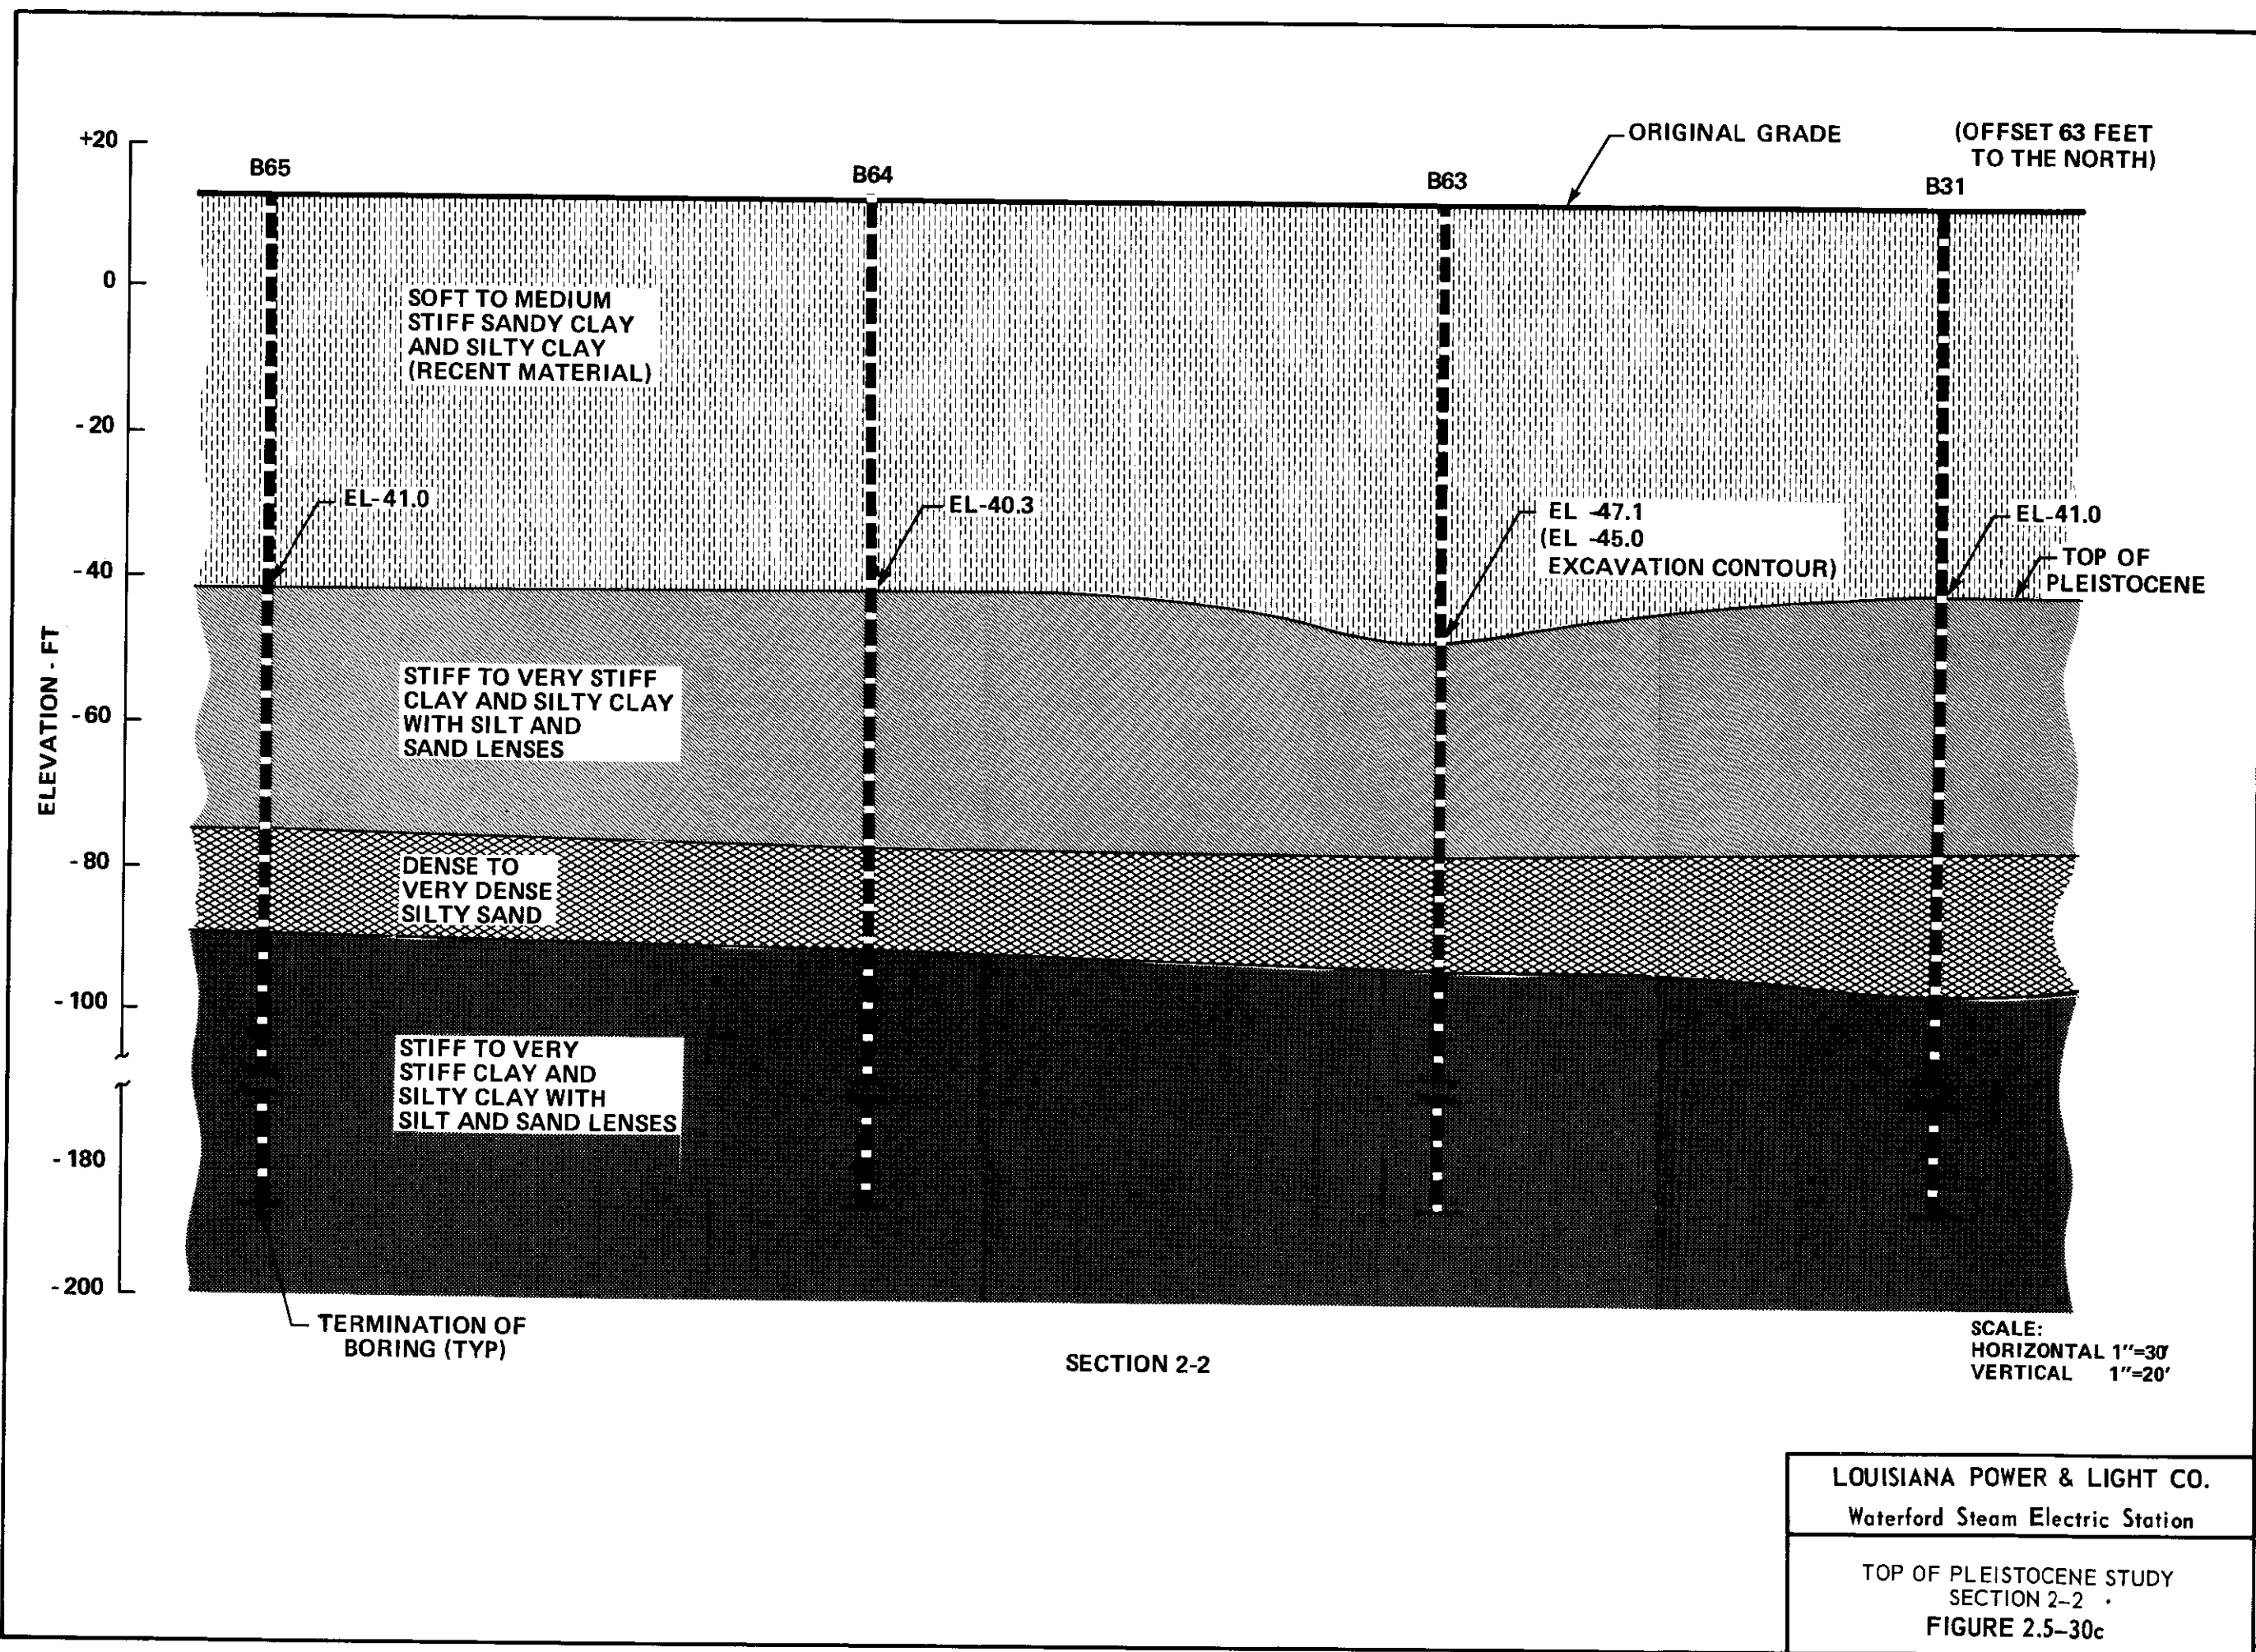 +20
0
- 20
- 40
- 60
- 80
- 100
- 180
- 200
ELEVATION - FT
B65
B64
B63
B31
ORIGINAL GRADE
(OFFSET 63 FEET
TO THE NORTH)
SOFT TO MEDIUM
STIFF SANDY CLAY
AND SILTY CLAY
(RECENT MATERIAL)
EL-41.0
EL-40.3
EL -47.1
(EL -45.0
EXCAVATION CONTOUR)
EL-41.0
TOP OF
PLEISTOCENE
STIFF TO VERY STIFF
CLAY AND SILTY CLAY
WITH SILT AND
SAND LENSES
DENSE TO
VERY DENSE
SILTY SAND
STIFF TO VERY
STIFF CLAY AND
SILTY CLAY WITH
SILT AND SAND LENSES
TERMINATION OF
BORING (TYP)
SECTION 2-2
SCALE:
HORIZONTAL 1"=30'
VERTICAL 1"=20'
LOUISIANA POWER & LIGHT CO.
Waterford Steam Electric Station
TOP OF PLEISTOCENE STUDY
SECTION 2-2
FIGURE 2.5-30c